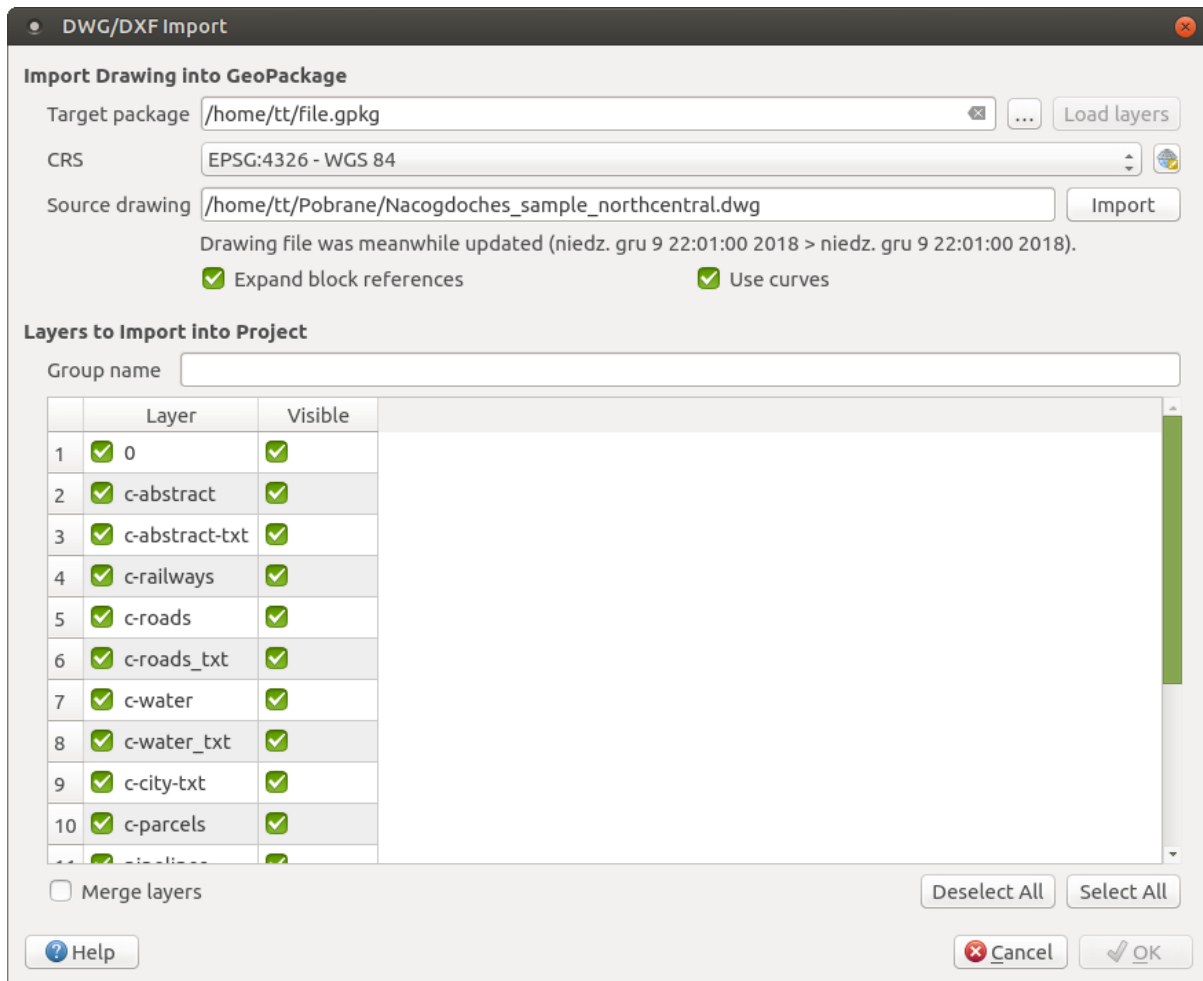 DWG/DXF Import
Import Drawing into GeoPackage
Target package /home/tt/file.gpkg ... Load layers
CRS EPSG:4326 - WGS 84
Source drawing /home/tt/Pobrane/Nacogdoches_sample_northcentral.dwg Import
Drawing file was meanwhile updated (niedz. gru 9 22:01:00 2018 > niedz. gru 9 22:01:00 2018).
Expand block references Use curves
Layers to Import into Project
Group name
Layer Visible
1 0
2 c-abstract
3 c-abstract-txt
4 c-railways
5 c-roads
6 c-roads_txt
7 c-water
8 c-water_txt
9 c-city-txt
10 c-parcels
Merge layers Deselect All Select All
Help Cancel OK